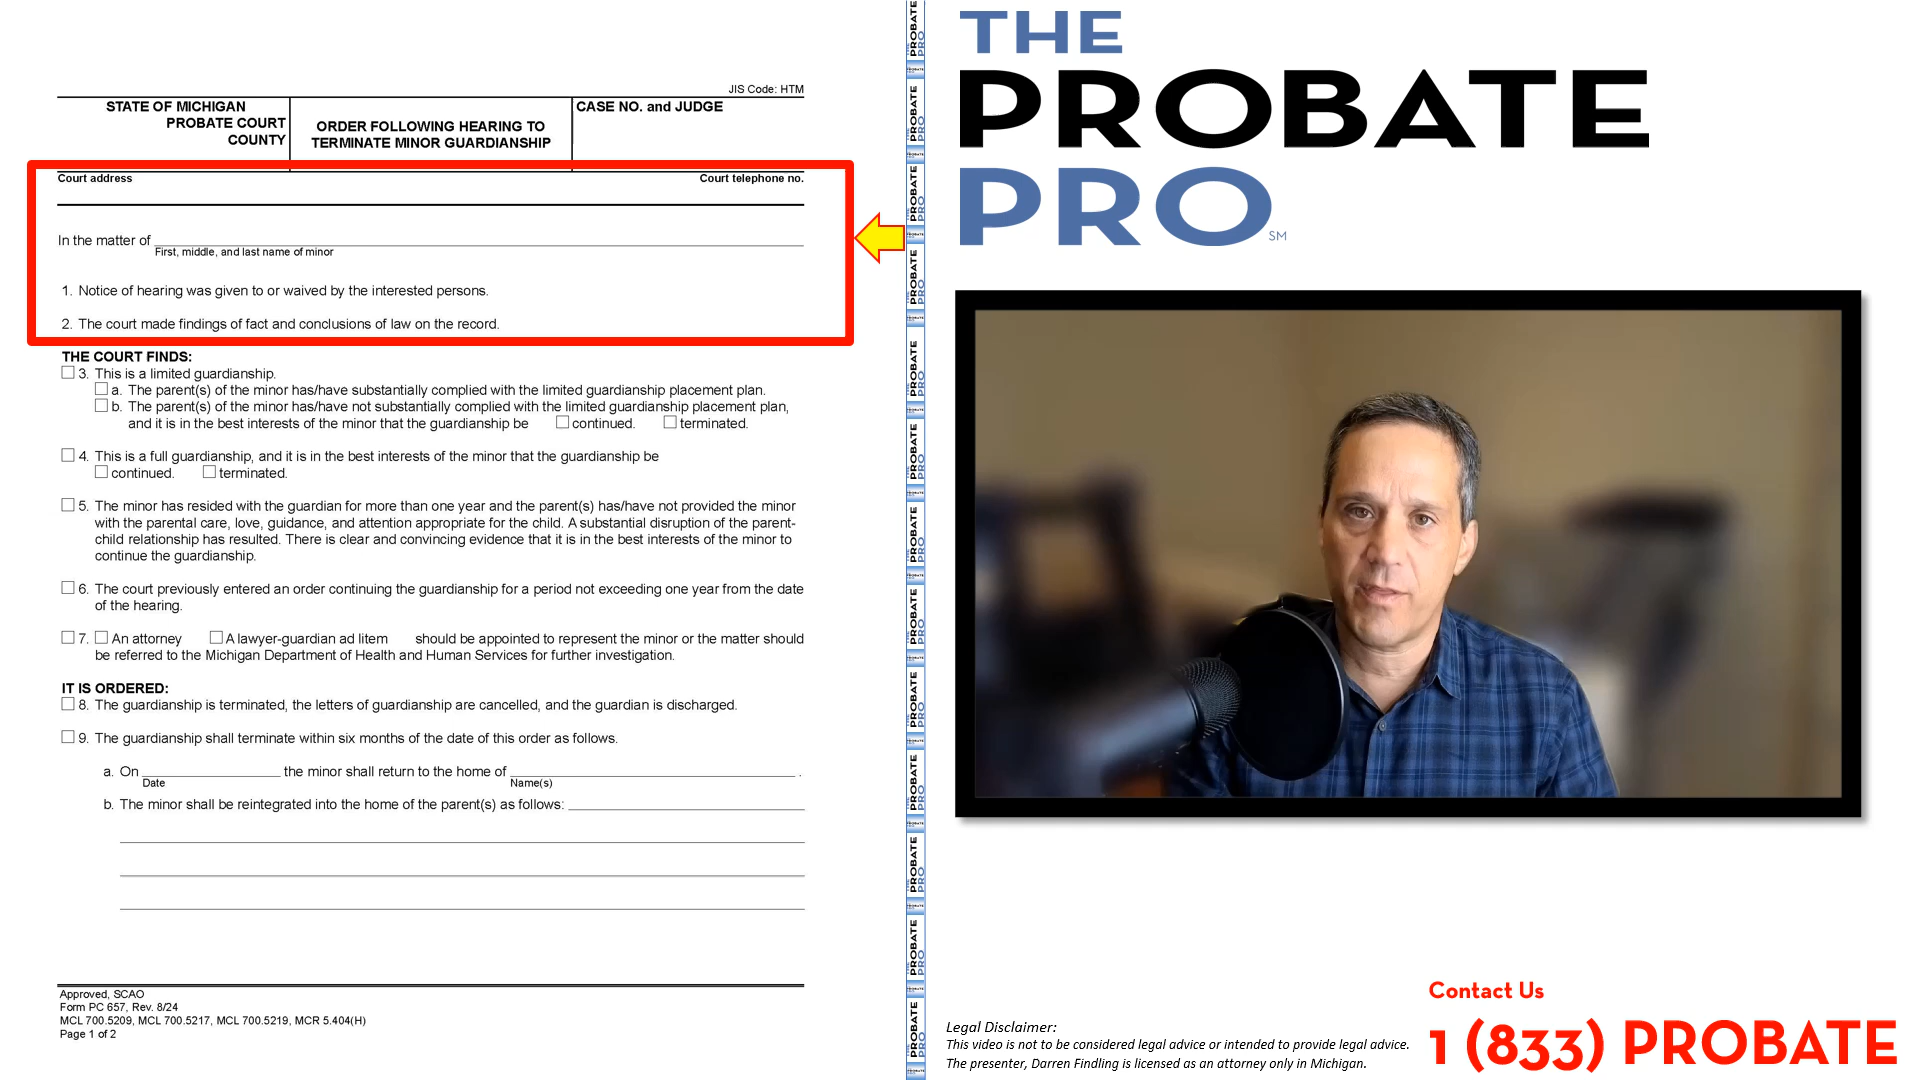 JIS Code: HTM
STATE OF MICHIGAN
PROBATE COURT
COUNTY
ORDER FOLLOWING HEARING TO
TERMINATE MINOR GUARDIANSHIP
CASE NO. and JUDGE
Court address
Court telephone no.
In the matter of
First, middle, and last name of minor
1. Notice of hearing was given to or waived by the interested persons.
2. The court made findings of fact and conclusions of law on the record.
THE COURT FINDS:
3. This is a limited guardianship.
a. The parent(s) of the minor has/have substantially complied with the limited guardianship placement plan.
b. The parent(s) of the minor has/have not substantially complied with the limited guardianship placement plan,
and it is in the best interests of the minor that the guardianship be continued. terminated.
4. This is a full guardianship, and it is in the best interests of the minor that the guardianship be
continued. terminated.
5. The minor has resided with the guardian for more than one year and the parent(s) has/have not provided the minor
with the parental care, love, guidance, and attention appropriate for the child. A substantial disruption of the parent-
child relationship has resulted. There is clear and convincing evidence that it is in the best interests of the minor to
continue the guardianship.
6. The court previously entered an order continuing the guardianship for a period not exceeding one year from the date
of the hearing.
7. An attorney A lawyer-guardian ad litem should be appointed to represent the minor or the matter should
be referred to the Michigan Department of Health and Human Services for further investigation.
IT IS ORDERED:
8. The guardianship is terminated, the letters of guardianship are cancelled, and the guardian is discharged.
9. The guardianship shall terminate within six months of the date of this order as follows.
a. On the minor shall return to the home of .
Date Name(s)
b. The minor shall be reintegrated into the home of the parent(s) as follows:
Approved, SCAO
Form PC 657, Rev. 8/24
MCL 700.5209, MCL 700.5217, MCL 700.5219, MCR 5.404(H)
Page 1 of 2
THE
PROBATE
PRO
SM
Contact Us
1 (833) PROBATE
Legal Disclaimer:
This video is not to be considered legal advice or intended to provide legal advice.
The presenter, Darren Findling is licensed as an attorney only in Michigan.